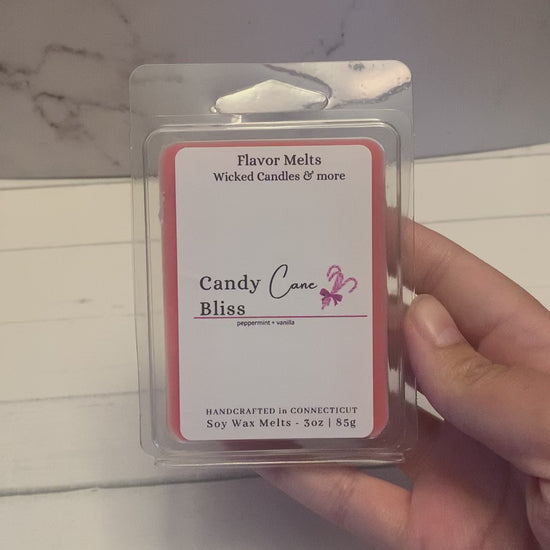 Flavor Melts
Wicked Candles & more
Candy Cane
Bliss
peppermint + vanilla
HANDCRAFTED in CONNECTICUT
Soy Wax Melts - 3oz | 85g